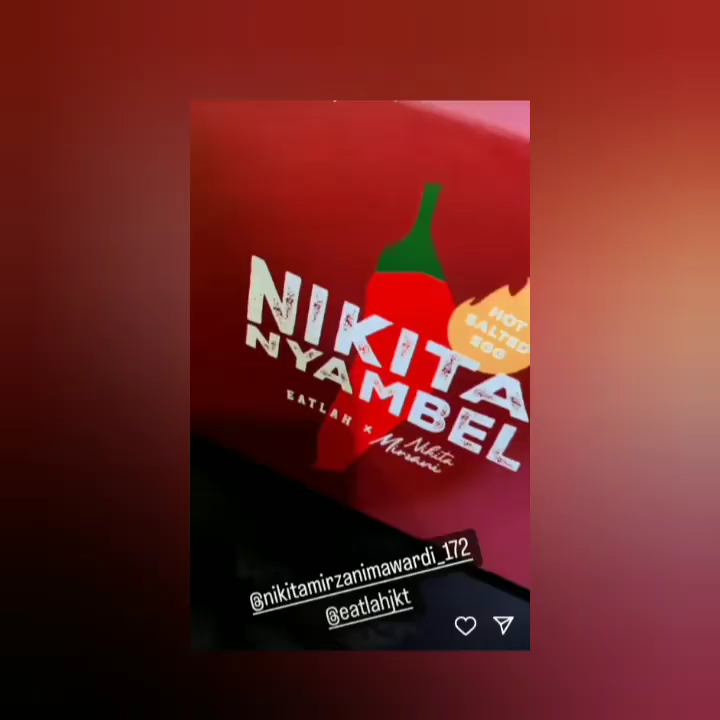 NIKITA
NYAMBEL
EATLAH × Nikita Mirzani
HOT
SALTED
EGG
@nikitamirzanimawardi_172
@eatlahjkt